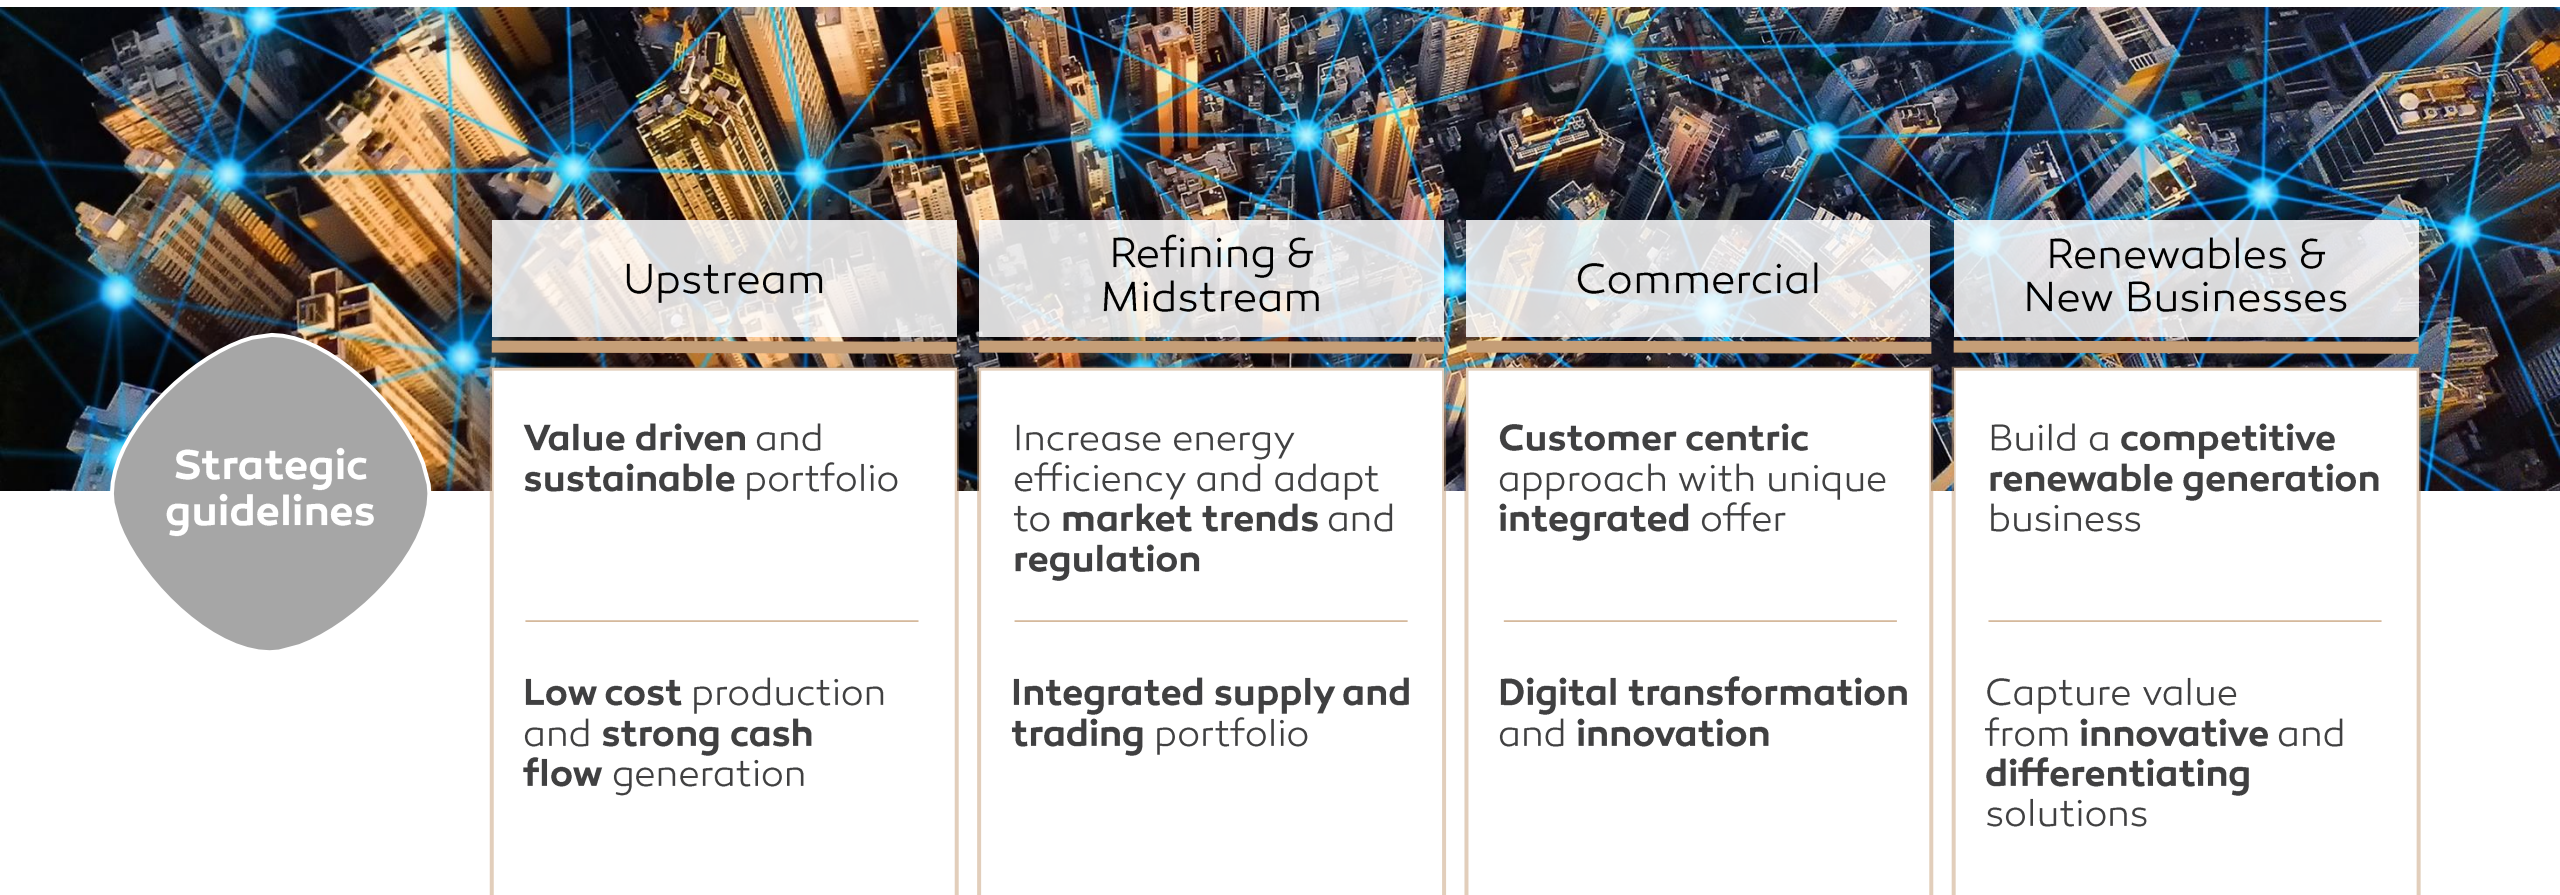 Strategic
guidelines
Upstream
Value driven and
sustainable portfolio
Low cost production
and strong cash
flow generation
Refining &
Midstream
Increase energy
efficiency and adapt
to market trends and
regulation
Integrated supply and
trading portfolio
Commercial
Customer centric
approach with unique
integrated offer
Digital transformation
and innovation
Renewables &
New Businesses
Build a competitive
renewable generation
business
Capture value
from innovative and
differentiating
solutions